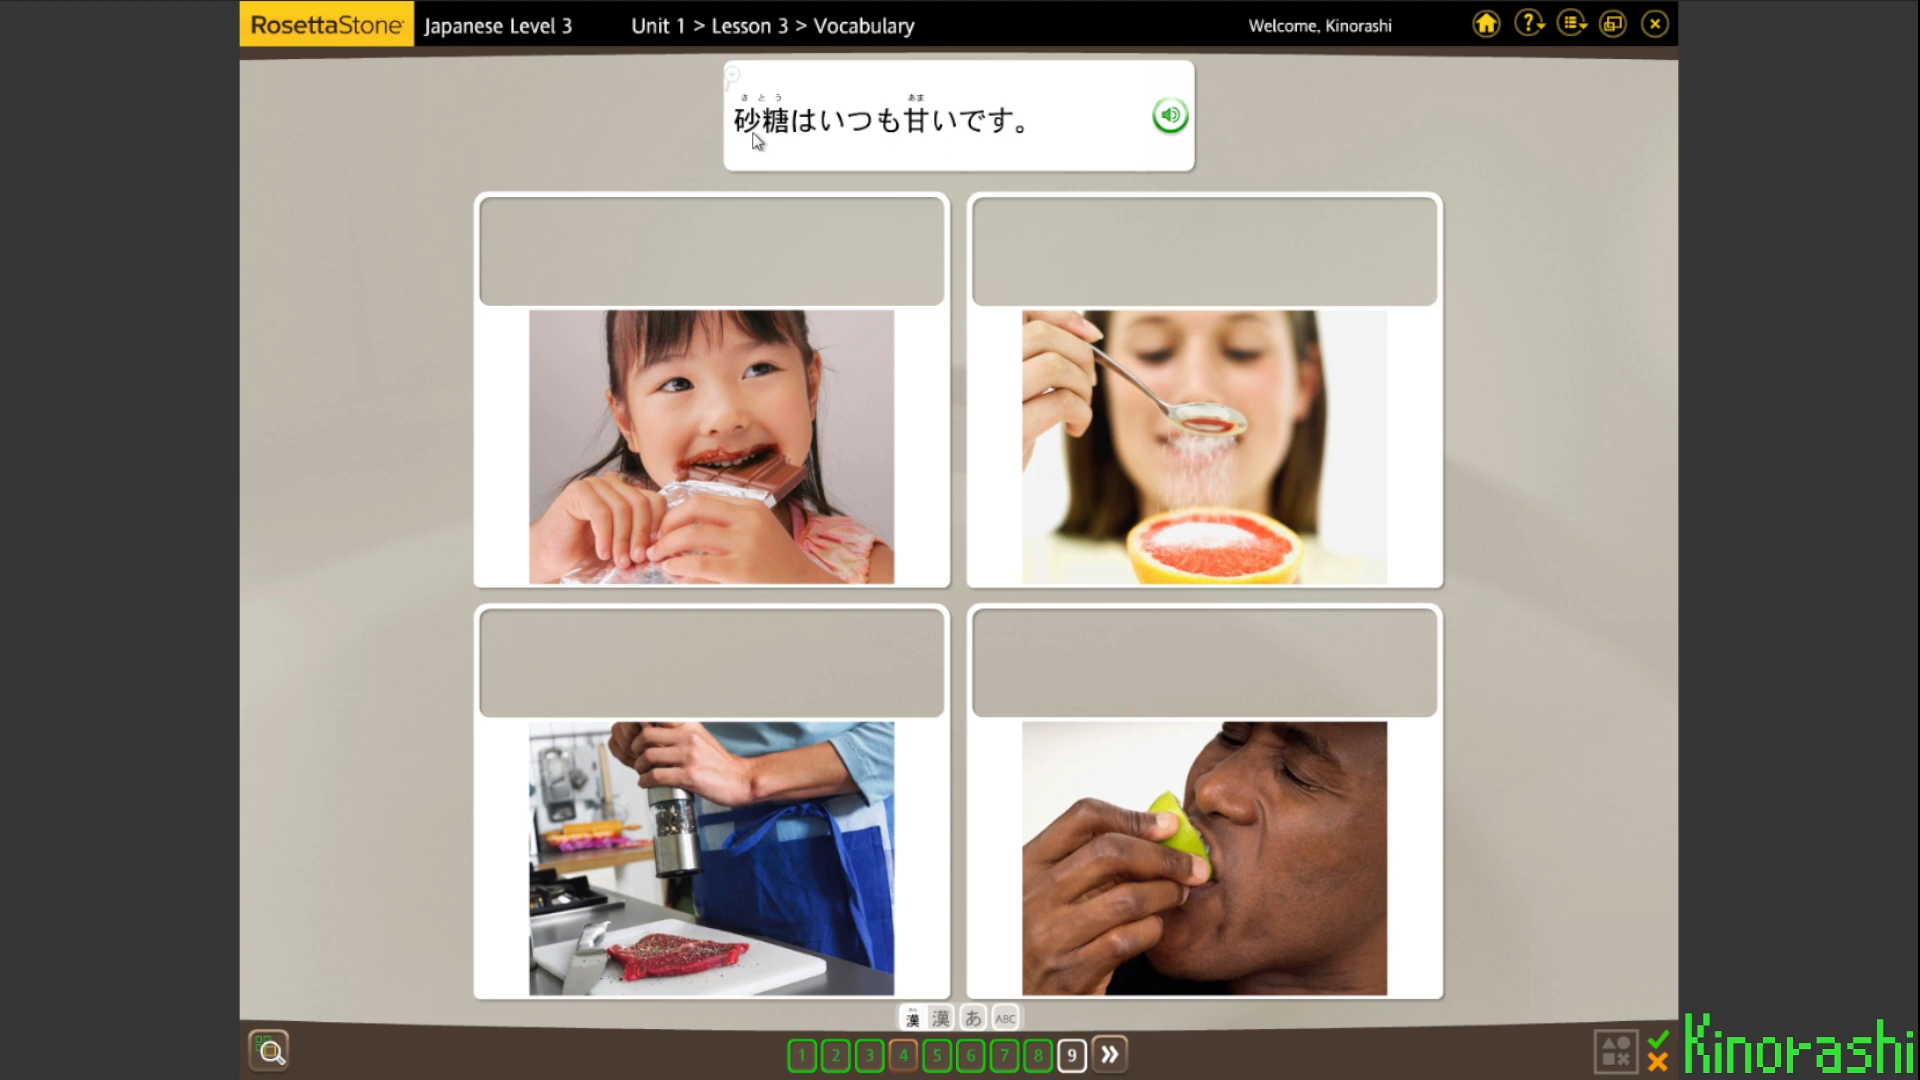 RosettaStone Japanese Level 3 Unit 1 > Lesson 3 > Vocabulary Welcome, Kinorashi
さとう あま
砂糖はいつも甘いです。
かん
漢 漢 あ ABC
1 2 3 4 5 6 7 8 9
Kinorashi